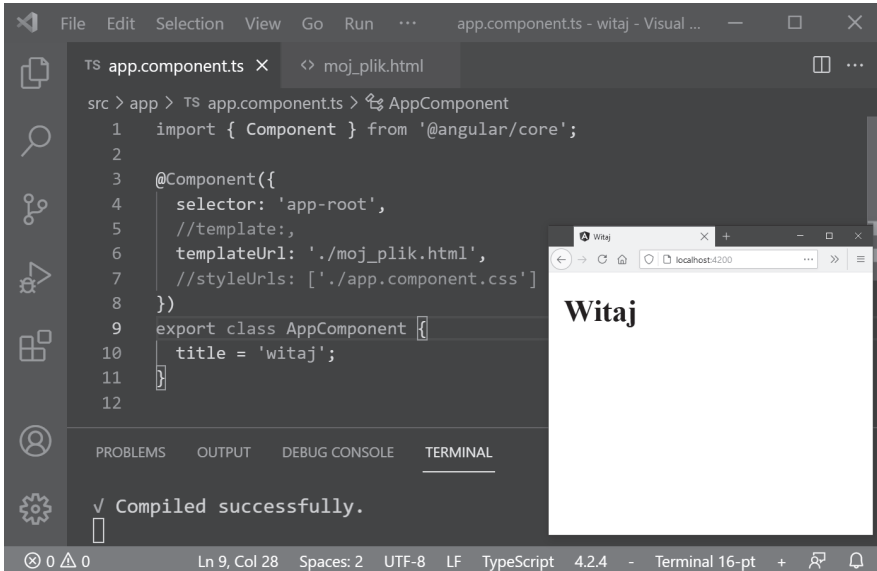 File Edit Selection View Go Run ··· app.component.ts - witaj - Visual ...
TS app.component.ts × <> moj_plik.html ···
src > app > TS app.component.ts > AppComponent
1 import { Component } from '@angular/core';
2
3 @Component({
4 selector: 'app-root',
5 //template:,
6 templateUrl: './moj_plik.html',
7 //styleUrls: ['./app.component.css']
8 })
9 export class AppComponent {
10 title = 'witaj';
11 }
12
Witaj
localhost:4200 ···
Witaj
PROBLEMS OUTPUT DEBUG CONSOLE TERMINAL
√ Compiled successfully.
0 0 Ln 9, Col 28 Spaces: 2 UTF-8 LF TypeScript 4.2.4 - Terminal 16-pt +